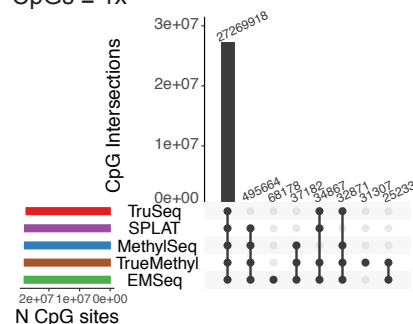 CpGs ≥ 1x
CpG Intersections
3e+07
2e+07
1e+07
0e+00
27269918
495664
68178
37182
34867
32871
31307
25233
TruSeq
SPLAT
MethylSeq
TrueMethyl
EMSeq
2e+07 1e+07 0e+00
N CpG sites